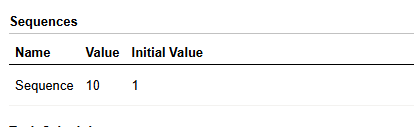 Sequences
Name Value Initial Value
Sequence 10 1